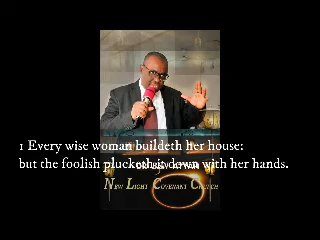 1 Every wise woman buildeth her house:
but the foolish plucketh it down with her hands.
New Light Covenant Church